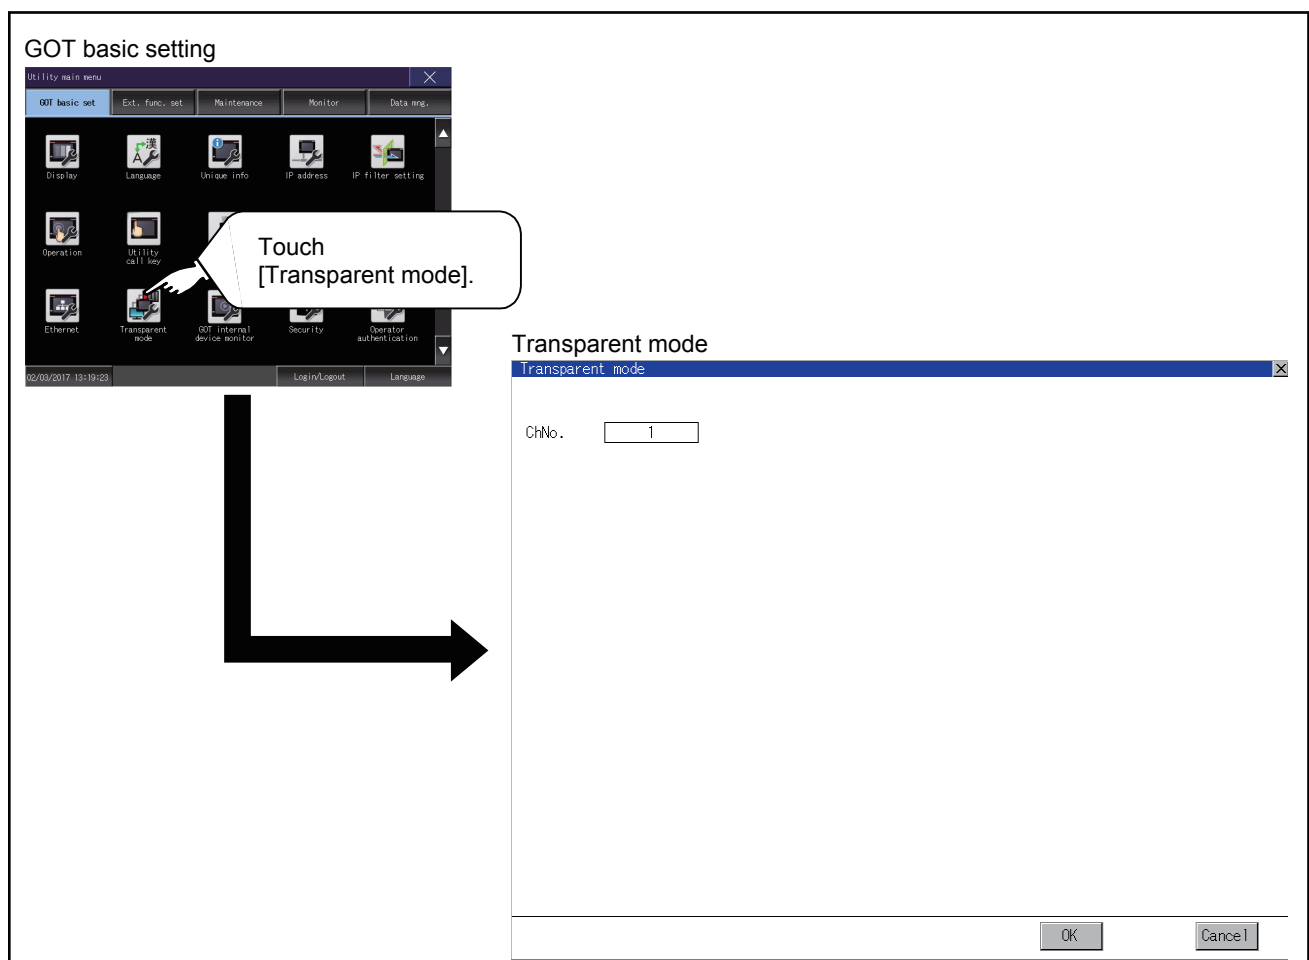 GOT basic setting
Utility main menu
GOT basic set Ext. func. set Maintenance Monitor Data mng.
Display Language Unique info IP address IP filter setting
Operation Utility
call key
Touch
[Transparent mode].
Ethernet Transparent
mode GOT internal
device monitor Security Operator
authentication
02/03/2017 13:19:23 Login/Logout Language
Transparent mode
Transparent mode
ChNo. 1
OK Cancel